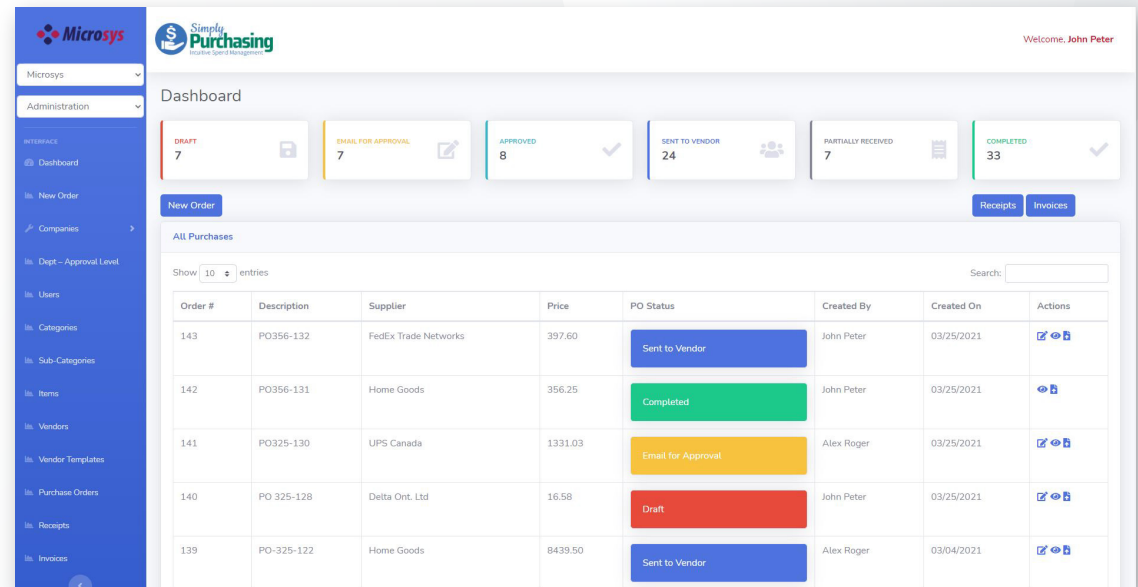 Microsys
Simply
Purchasing
Intuitive Spend Management
Welcome, John Peter
Microsys
Administration
INTERFACE
Dashboard
New Order
Companies
Dept – Approval Level
Users
Categories
Sub-Categories
Items
Vendors
Vendor Templates
Purchase Orders
Receipts
Invoices
Dashboard
DRAFT
7
EMAIL FOR APPROVAL
7
APPROVED
8
SENT TO VENDOR
24
PARTIALLY RECEIVED
7
COMPLETED
33
New Order
Receipts Invoices
All Purchases
Show 10 entries Search:
Order # Description Supplier Price PO Status Created By Created On Actions
143 PO356-132 FedEx Trade Networks 397.60 Sent to Vendor John Peter 03/25/2021
142 PO356-131 Home Goods 356.25 Completed John Peter 03/25/2021
141 PO325-130 UPS Canada 1331.03 Email for Approval Alex Roger 03/25/2021
140 PO 325-128 Delta Ont. Ltd 16.58 Draft John Peter 03/25/2021
139 PO-325-122 Home Goods 8439.50 Sent to Vendor Alex Roger 03/04/2021